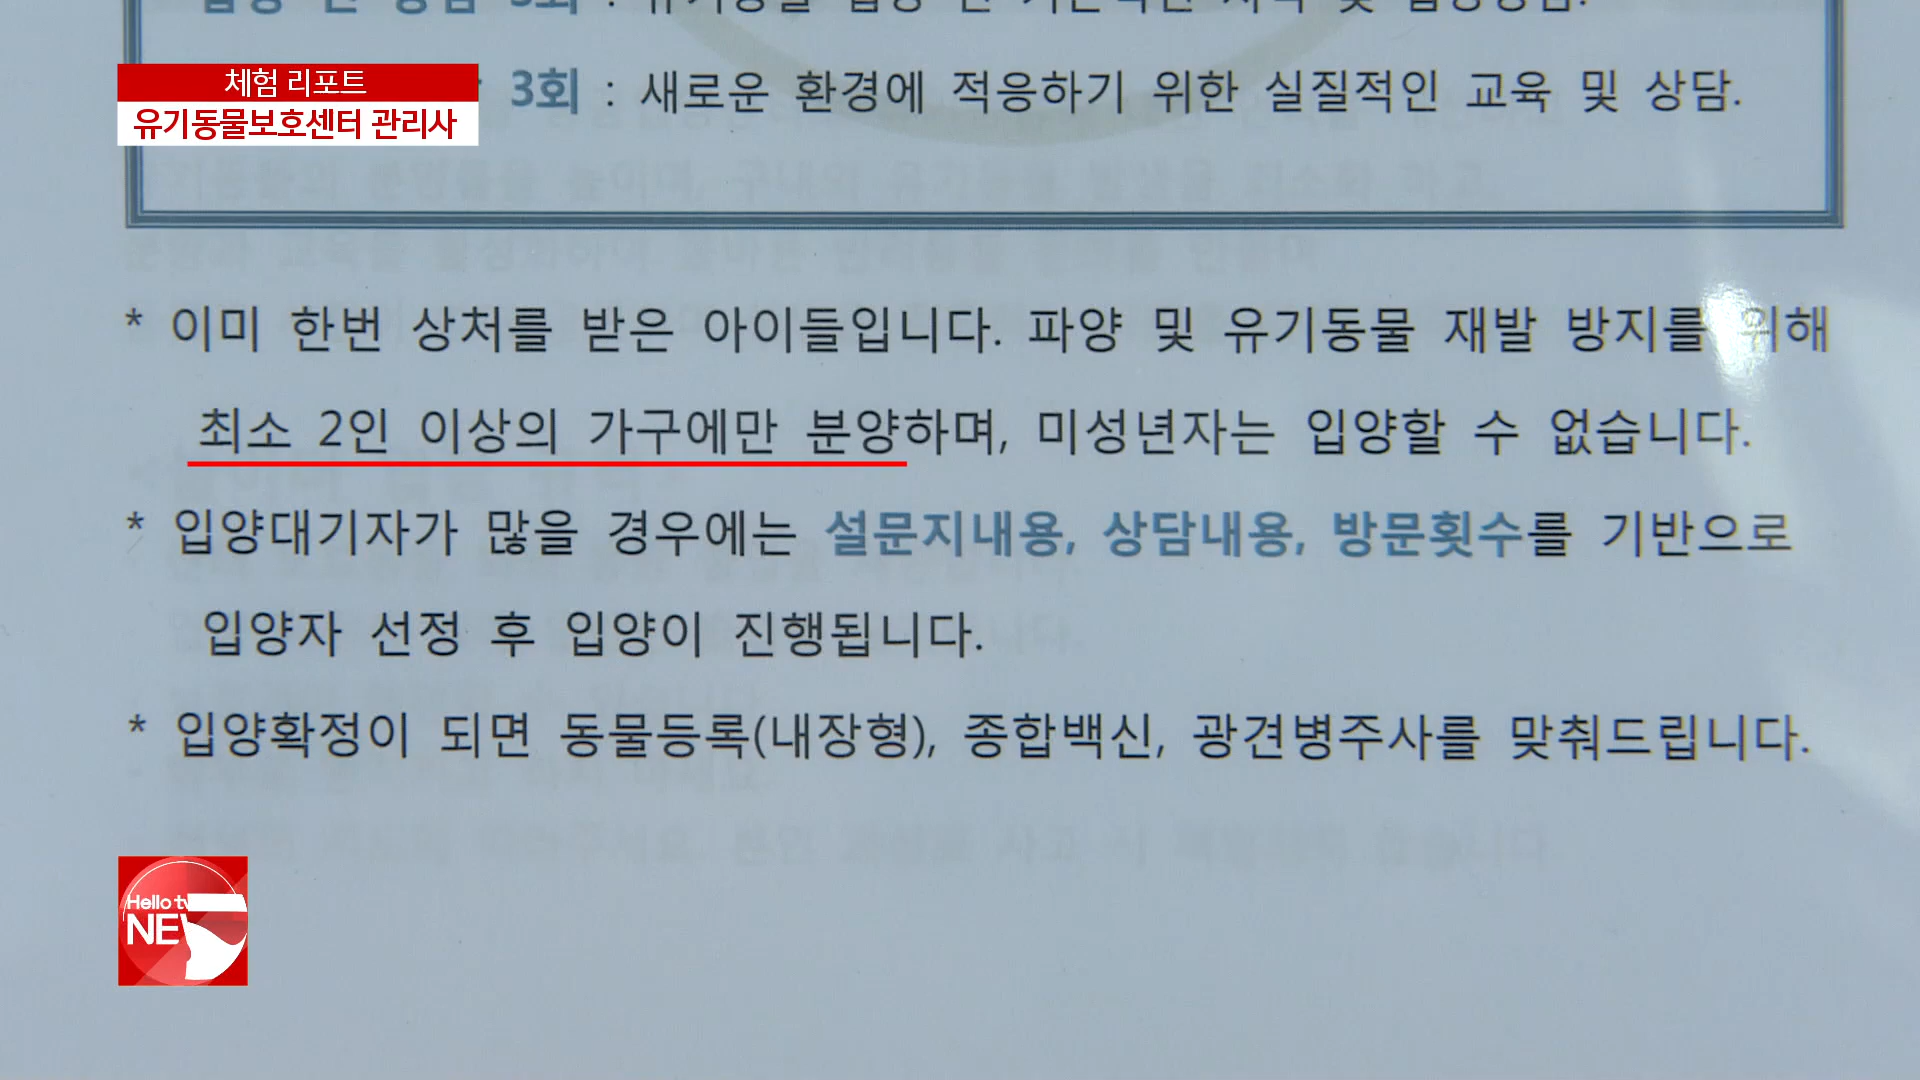 체험 리포트
유기동물보호센터 관리사
3회 : 새로운 환경에 적응하기 위한 실질적인 교육 및 상담.
* 이미 한번 상처를 받은 아이들입니다. 파양 및 유기동물 재발 방지를 위해
최소 2인 이상의 가구에만 분양하며, 미성년자는 입양할 수 없습니다.
* 입양대기자가 많을 경우에는 설문지내용, 상담내용, 방문횟수를 기반으로
입양자 선정 후 입양이 진행됩니다.
* 입양확정이 되면 동물등록(내장형), 종합백신, 광견병주사를 맞춰드립니다.
Hello tv
NE